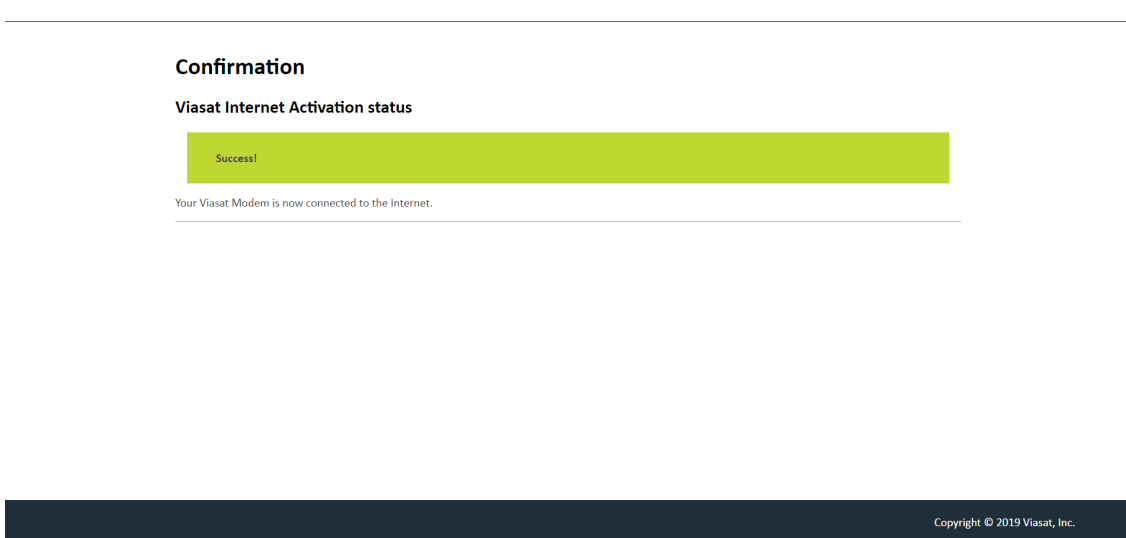 Confirmation
Viasat Internet Activation status
Success!
Your Viasat Modem is now connected to the Internet.
Copyright © 2019 Viasat, Inc.